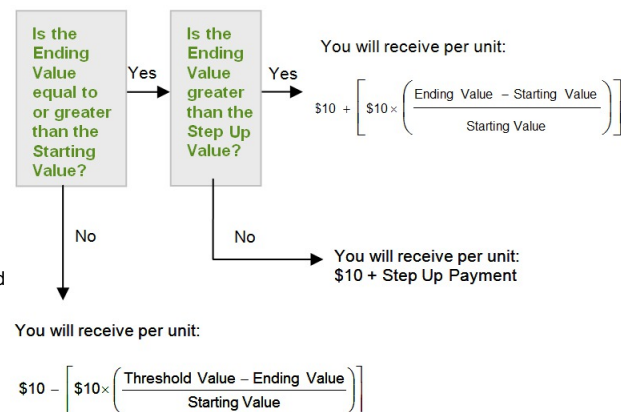 Is the
Ending
Value
equal to
or greater
than the
Starting
Value?
Yes
Is the
Ending
Value
greater
than the
Step Up
Value?
Yes
You will receive per unit:
$10 + [ $10 × ( Ending Value – Starting Value
Starting Value ) ]
No
No
You will receive per unit:
$10 + Step Up Payment
d
You will receive per unit:
$10 – [ $10× ( Threshold Value – Ending Value
Starting Value ) ]